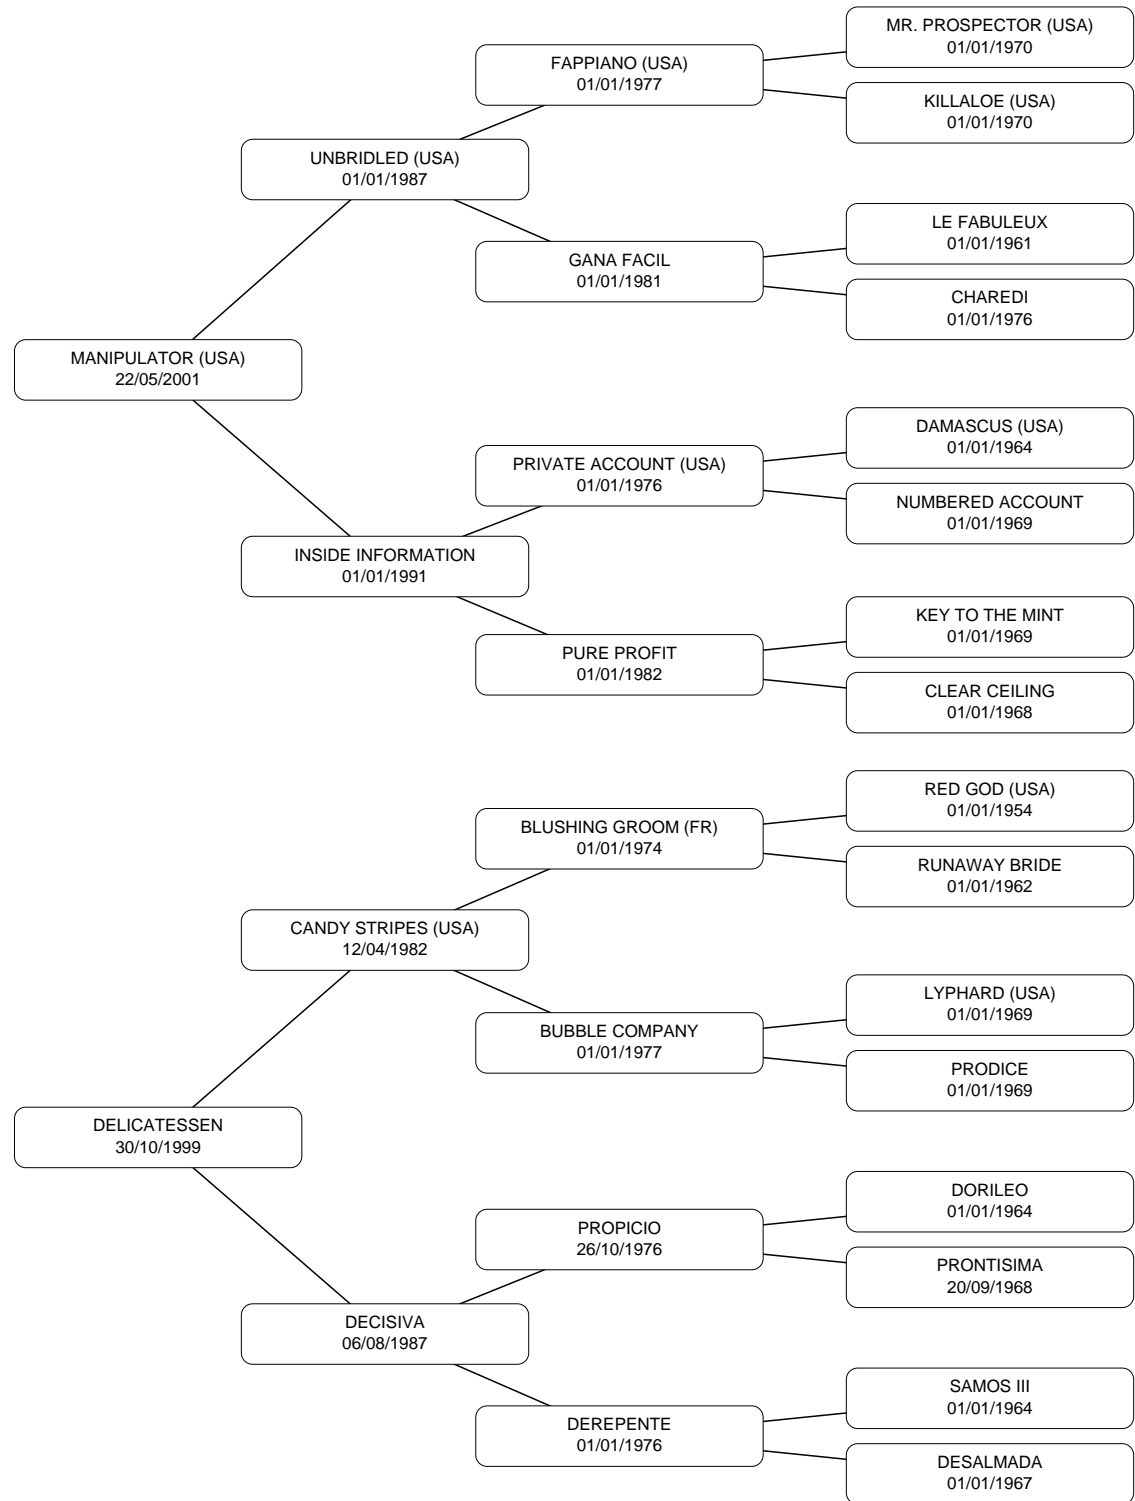 MR. PROSPECTOR (USA)
01/01/1970
FAPPIANO (USA)
01/01/1977
KILLALOE (USA)
01/01/1970
UNBRIDLED (USA)
01/01/1987
LE FABULEUX
01/01/1961
GANA FACIL
01/01/1981
CHAREDI
01/01/1976
MANIPULATOR (USA)
22/05/2001
DAMASCUS (USA)
01/01/1964
PRIVATE ACCOUNT (USA)
01/01/1976
NUMBERED ACCOUNT
01/01/1969
INSIDE INFORMATION
01/01/1991
KEY TO THE MINT
01/01/1969
PURE PROFIT
01/01/1982
CLEAR CEILING
01/01/1968
RED GOD (USA)
01/01/1954
BLUSHING GROOM (FR)
01/01/1974
RUNAWAY BRIDE
01/01/1962
CANDY STRIPES (USA)
12/04/1982
LYPHARD (USA)
01/01/1969
BUBBLE COMPANY
01/01/1977
PRODICE
01/01/1969
DELICATESSEN
30/10/1999
DORILEO
01/01/1964
PROPICIO
26/10/1976
PRONTISIMA
20/09/1968
DECISIVA
06/08/1987
SAMOS III
01/01/1964
DEREPENTE
01/01/1976
DESALMADA
01/01/1967